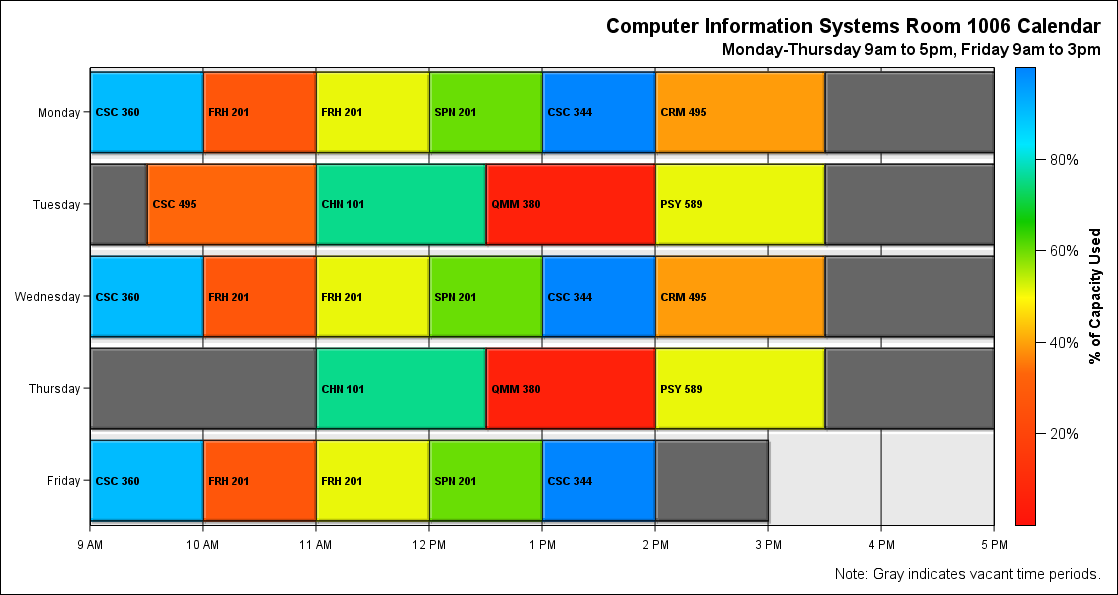 Computer Information Systems Room 1006 Calendar
Monday-Thursday 9am to 5pm, Friday 9am to 3pm
Monday CSC 360 FRH 201 FRH 201 SPN 201 CSC 344 CRM 495
Tuesday CSC 495 CHN 101 QMM 380 PSY 589
Wednesday CSC 360 FRH 201 FRH 201 SPN 201 CSC 344 CRM 495
Thursday CHN 101 QMM 380 PSY 589
Friday CSC 360 FRH 201 FRH 201 SPN 201 CSC 344
9 AM 10 AM 11 AM 12 PM 1 PM 2 PM 3 PM 4 PM 5 PM
80%
60%
40%
20%
% of Capacity Used
Note: Gray indicates vacant time periods.